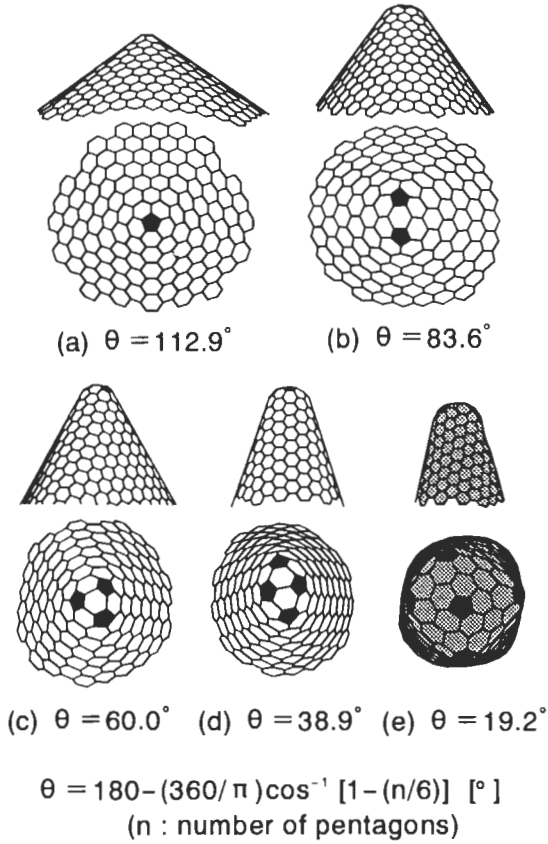 (a) θ = 112.9°
(b) θ = 83.6°
(c) θ = 60.0°
(d) θ = 38.9°
(e) θ = 19.2°
θ = 180 - (360/π)cos⁻¹ [1 - (n/6)] [°]
(n : number of pentagons)